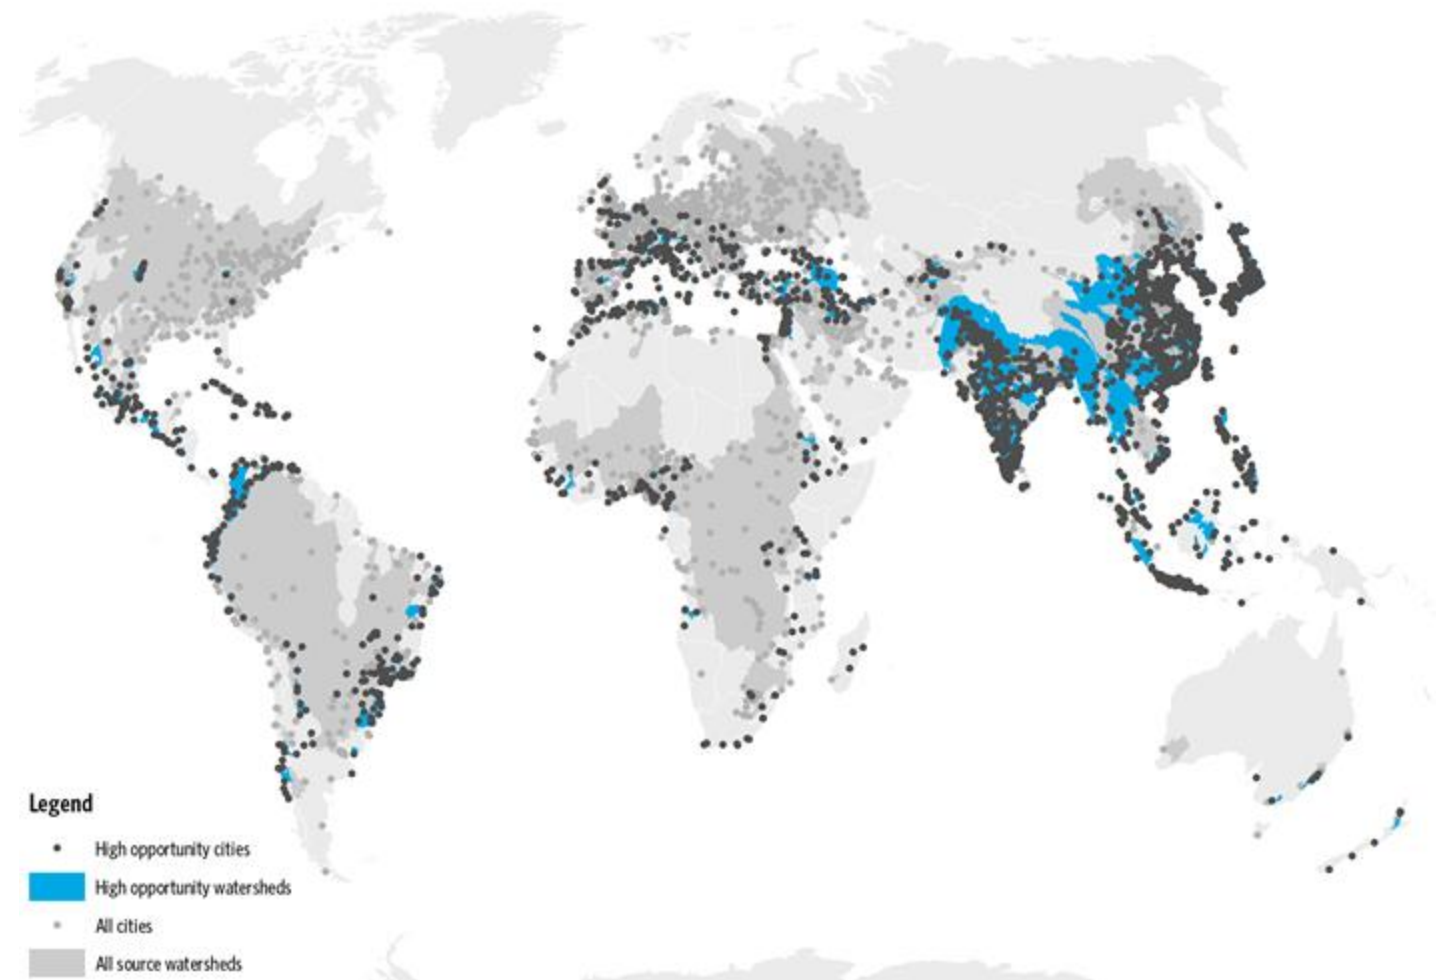 Legend
High opportunity cities
High opportunity watersheds
All cities
All source watersheds